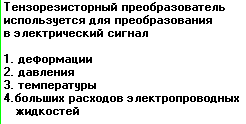 Тензорезисторный преобразователь
используется для преобразования
в электрический сигнал
1. деформации
2. давления
3. температуры
4.больших расходов электропроводных
жидкостей